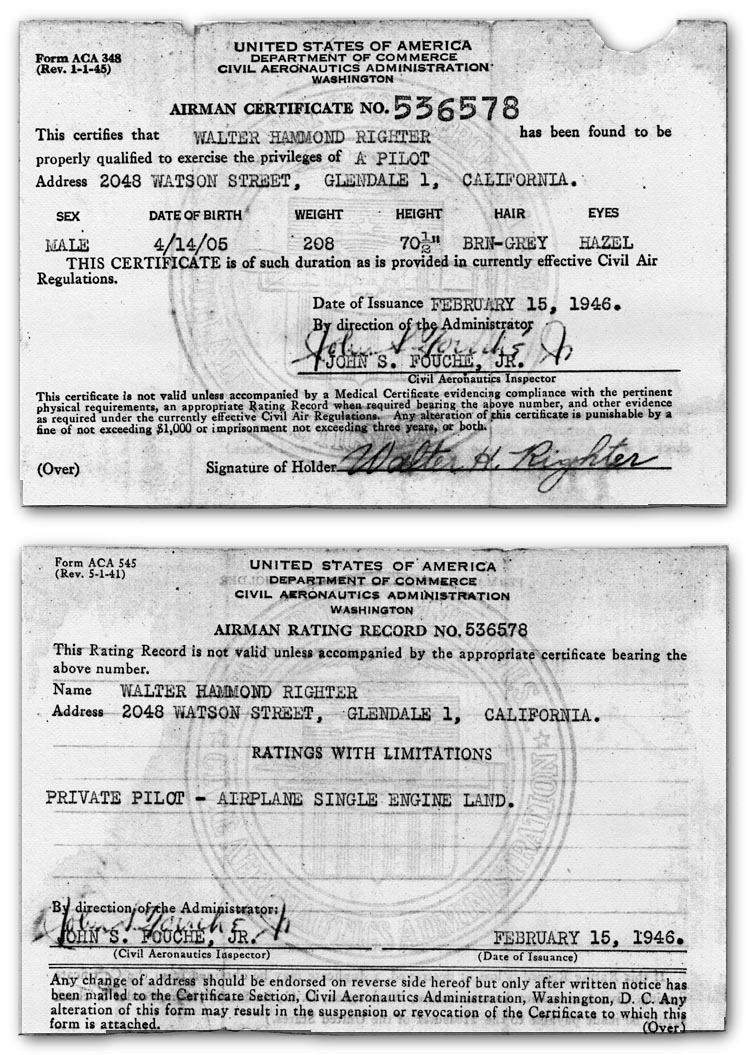 Form ACA 348
(Rev. 1-1-45)
UNITED STATES OF AMERICA
DEPARTMENT OF COMMERCE
CIVIL AERONAUTICS ADMINISTRATION
WASHINGTON
AIRMAN CERTIFICATE NO. 536578
This certifies that WALTER HAMMOND RIGHTER has been found to be
properly qualified to exercise the privileges of A PILOT
Address 2048 WATSON STREET, GLENDALE 1, CALIFORNIA.
SEX DATE OF BIRTH WEIGHT HEIGHT HAIR EYES
MALE 4/14/05 208 70½" BRN-GREY HAZEL
THIS CERTIFICATE is of such duration as is provided in currently effective Civil Air
Regulations.
Date of Issuance FEBRUARY 15, 1946.
By direction of the Administrator
John S. Fouche Jr
JOHN S. FOUCHE, JR.
Civil Aeronautics Inspector
This certificate is not valid unless accompanied by a Medical Certificate evidencing compliance with the pertinent
physical requirements, an appropriate Rating Record when required bearing the above number, and other evidence
as required under the currently effective Civil Air Regulations. Any alteration of this certificate is punishable by a
fine of not exceeding $1,000 or imprisonment not exceeding three years, or both.
(Over) Signature of Holder Walter H. Righter
Form ACA 545
(Rev. 5-1-41)
UNITED STATES OF AMERICA
DEPARTMENT OF COMMERCE
CIVIL AERONAUTICS ADMINISTRATION
WASHINGTON
AIRMAN RATING RECORD NO. 536578
This Rating Record is not valid unless accompanied by the appropriate certificate bearing the
above number.
Name WALTER HAMMOND RIGHTER
Address 2048 WATSON STREET, GLENDALE 1, CALIFORNIA.
RATINGS WITH LIMITATIONS
PRIVATE PILOT - AIRPLANE SINGLE ENGINE LAND.
By direction of the Administrator:
John S. Fouche Jr
JOHN S. FOUCHE, JR. FEBRUARY 15, 1946.
(Civil Aeronautics Inspector) (Date of Issuance)
Any change of address should be endorsed on reverse side hereof but only after written notice has
been mailed to the Certificate Section, Civil Aeronautics Administration, Washington, D. C. Any
alteration of this form may result in the suspension or revocation of the Certificate to which this
form is attached. (Over)